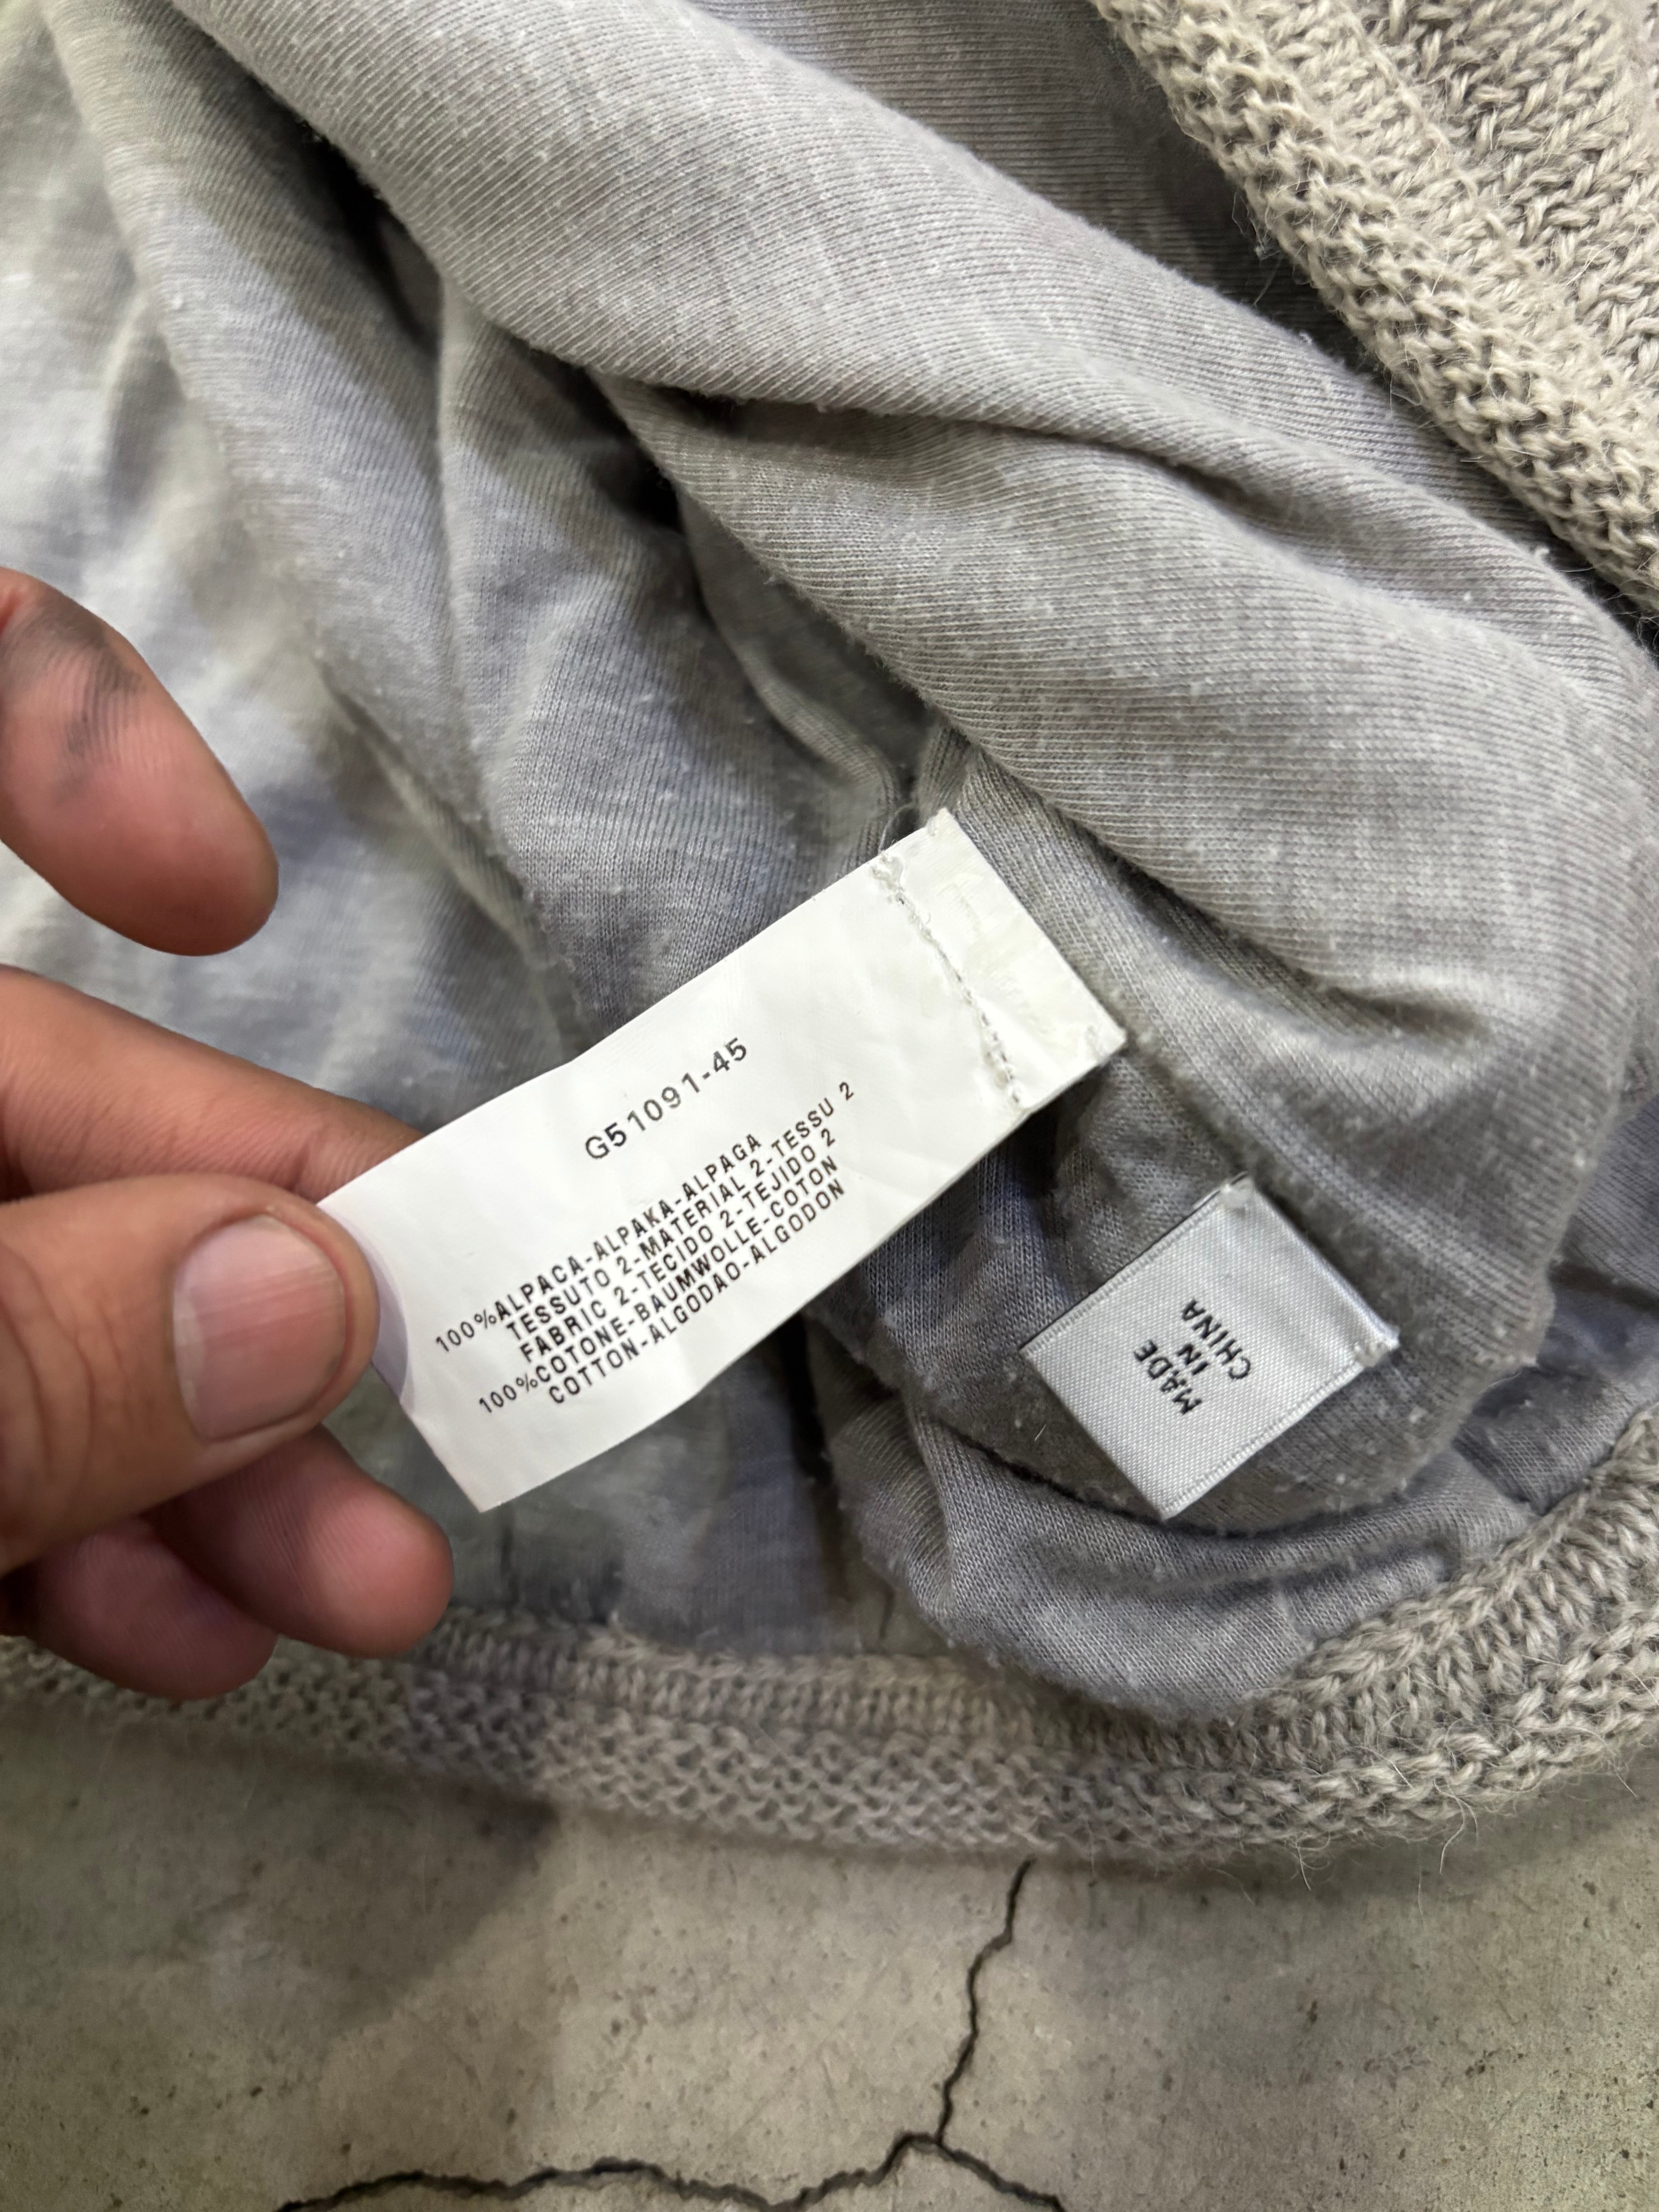 G51091-45
100%ALPACA-ALPAKA-ALPAGA
TESSUTO 2-MATERIAL 2-TESSU 2
FABRIC 2-TECIDO 2-TEJIDO 2
100%COTONE-BAUMWOLLE-COTON
COTTON-ALGODAO-ALGODON
MADE
IN
CHINA